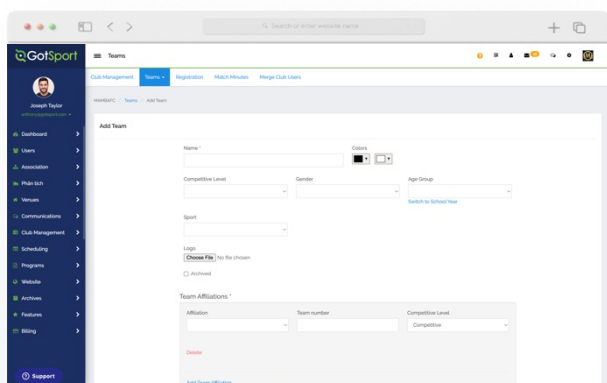 Search or enter website name
GotSport
Teams
Club Management
Teams
Registration
Match Minutes
Merge Club Users
Joseph Taylor
Teams / Add Team
Dashboard
Users
Association
Phân tích
Venues
Communications
Club Management
Scheduling
Programs
Website
Archives
Features
Billing
Support
Add Team
Name *
Colors
Competitive Level
Gender
Age Group
Switch to School Year
Sport
Logo
Choose File No file chosen
Archived
Team Affiliations *
Affiliation
Team number
Competitive Level
Competitive
Delete
Add Team Affiliation